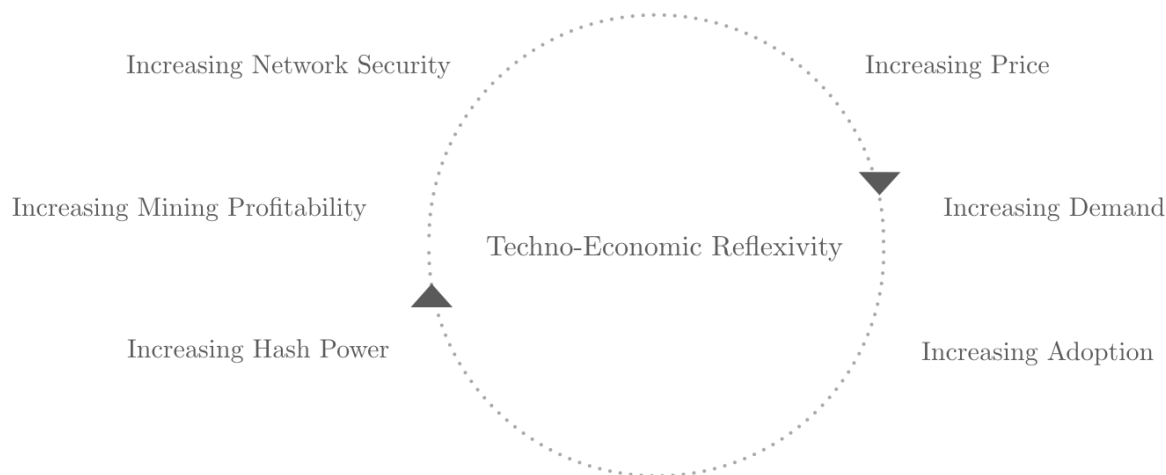 Increasing Network Security
Increasing Price
Increasing Mining Profitability
Increasing Demand
Techno-Economic Reflexivity
Increasing Hash Power
Increasing Adoption